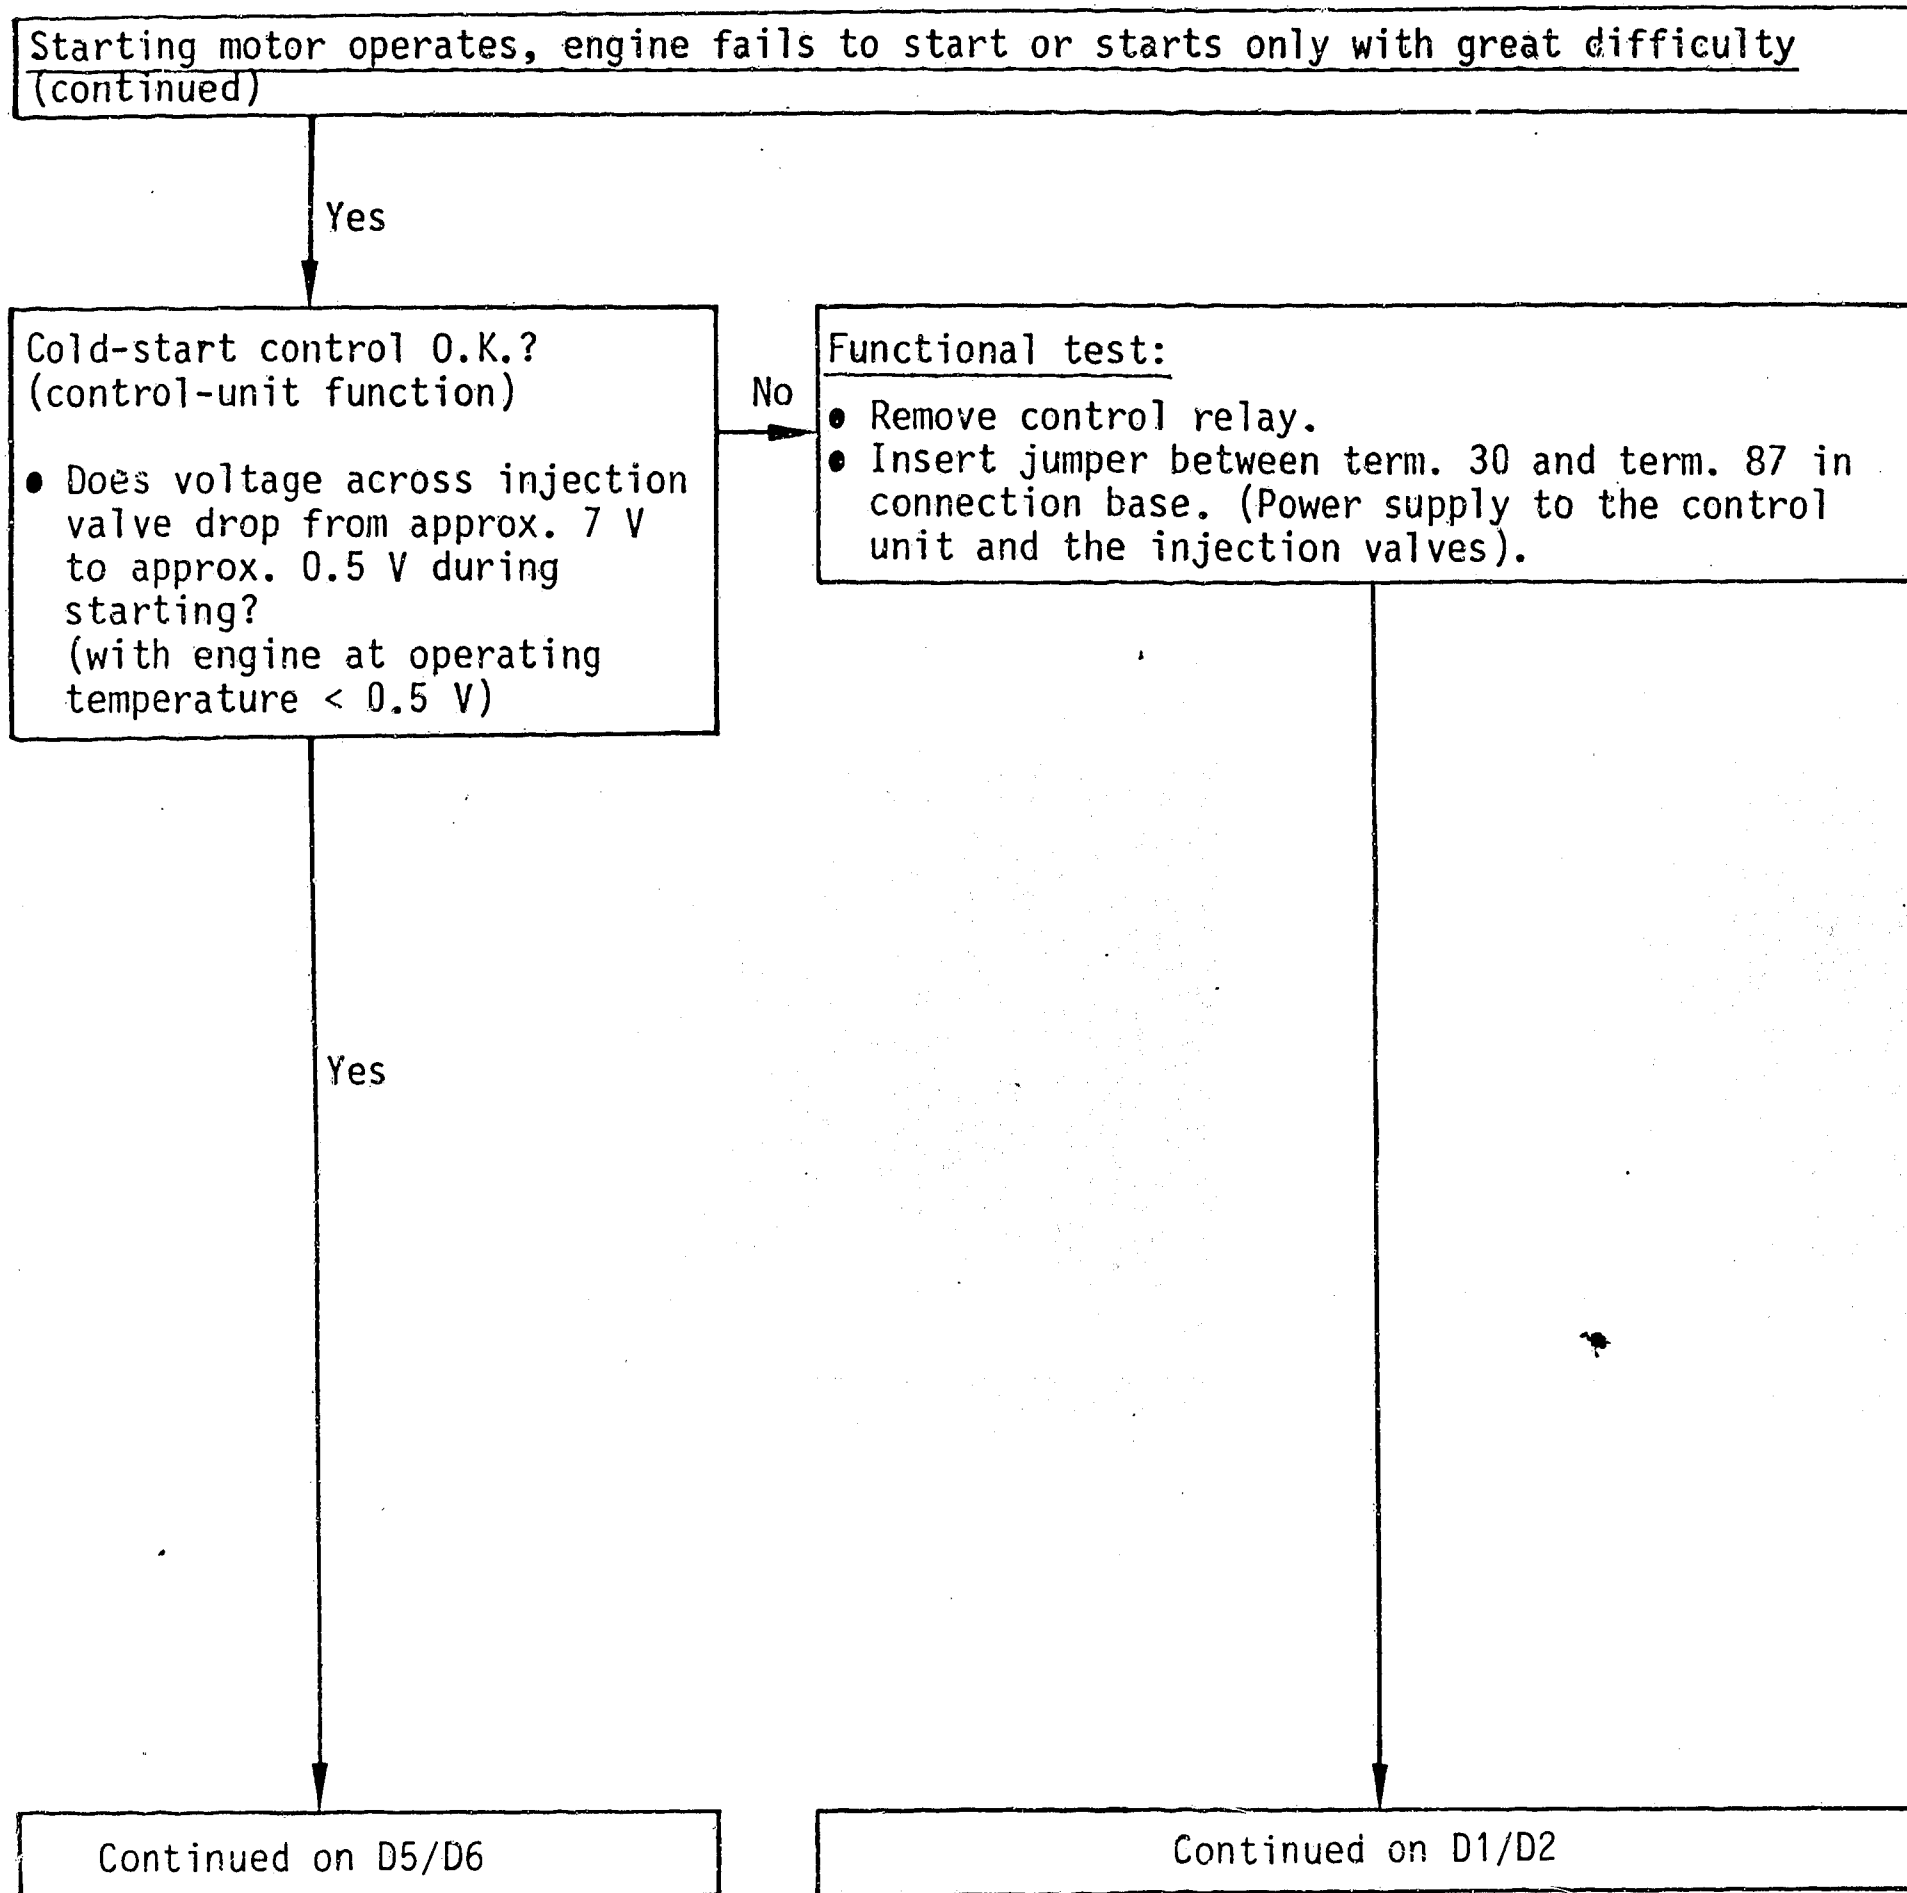 Starting motor operates, engine fails to start or starts only with great difficulty
(continued)
Yes
Cold-start control O.K.?
(control-unit function)
● Does voltage across injection
valve drop from approx. 7 V
to approx. 0.5 V during
starting?
(with engine at operating
temperature < 0.5 V)
No
Functional test:
● Remove control relay.
● Insert jumper between term. 30 and term. 87 in
connection base. (Power supply to the control
unit and the injection valves).
Yes
Continued on D5/D6
Continued on D1/D2